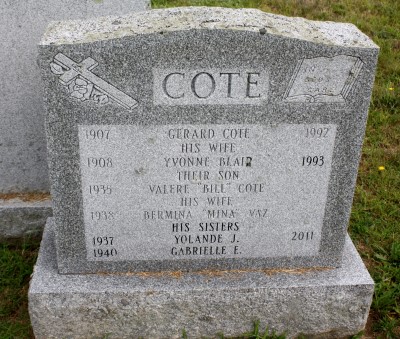 COTE
1907 GERARD COTE 1992
HIS WIFE
1908 YVONNE BLAIR 1993
THEIR SON
1935 VALERE "BILL" COTE
HIS WIFE
1938 BERMINA "MINA" VAZ
HIS SISTERS
1937 YOLANDE J. 2011
1940 GABRIELLE E.